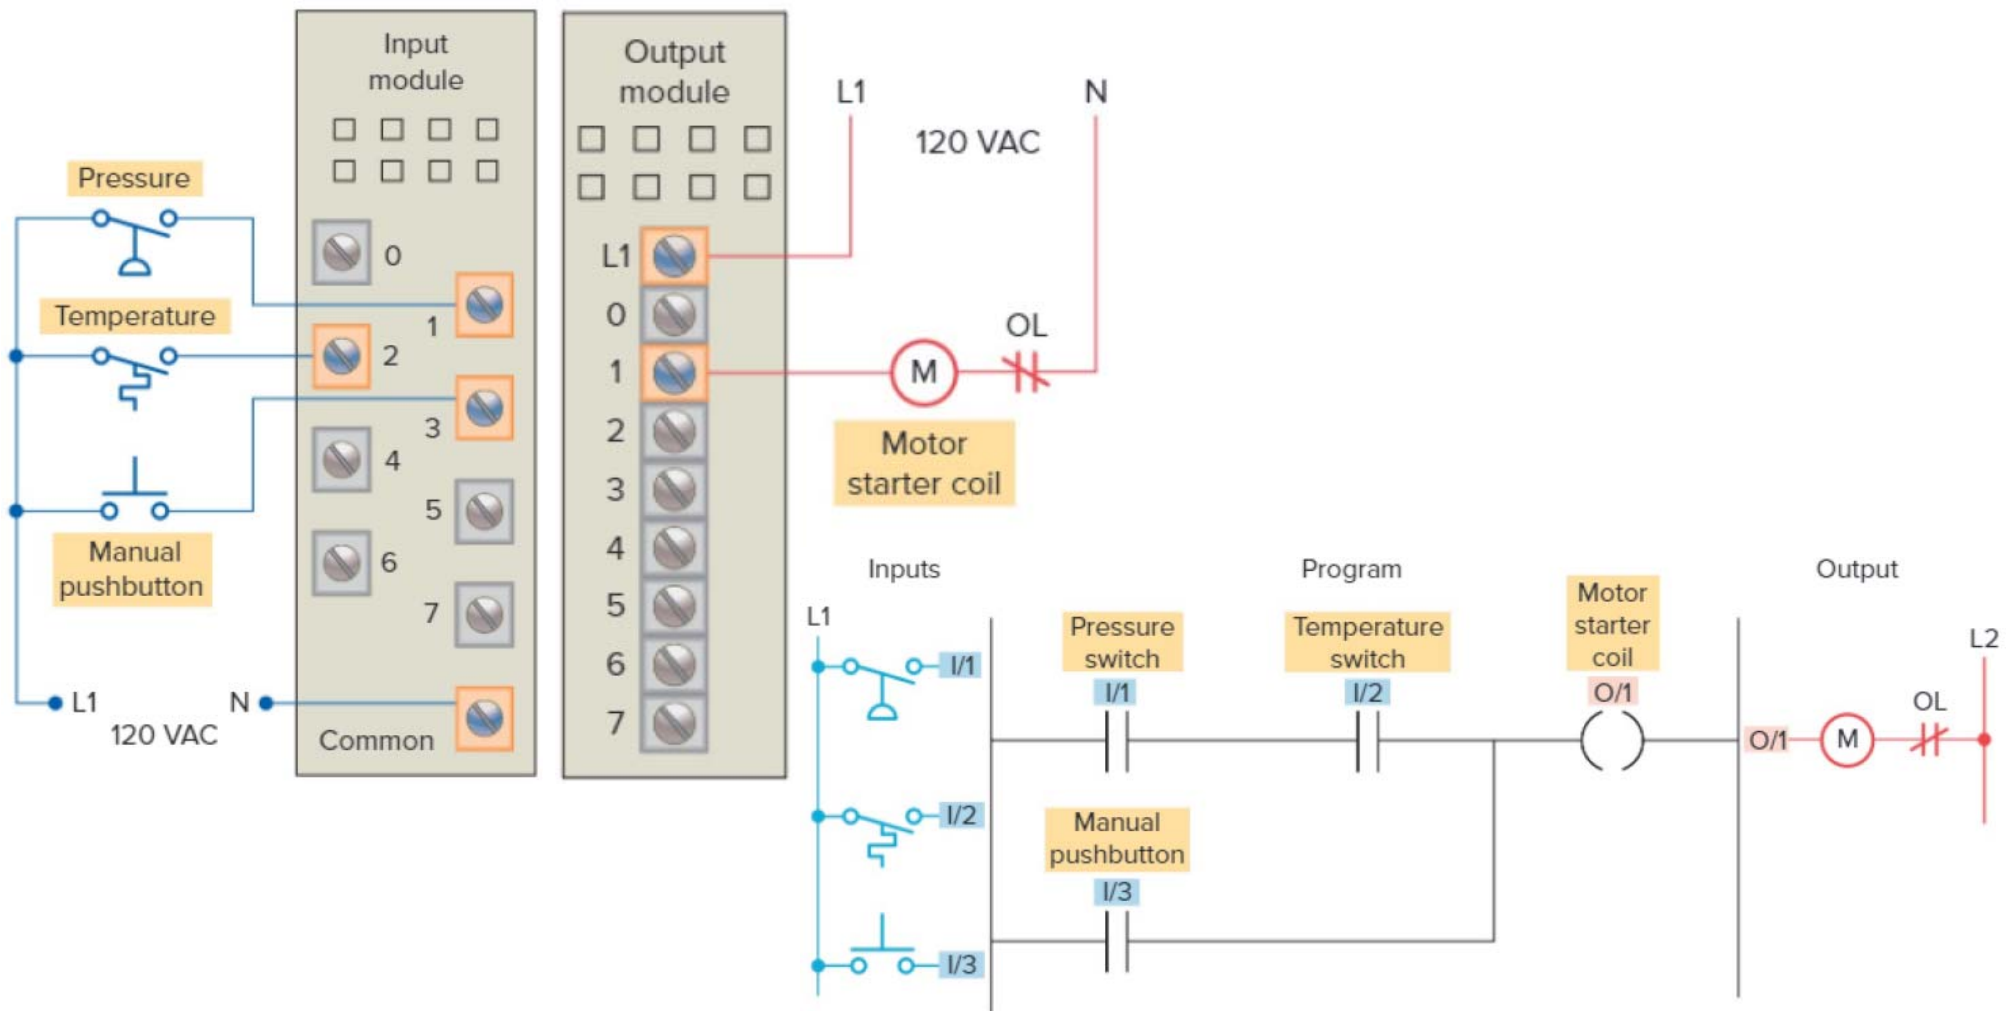 Input
module
Output
module
L1
N
120 VAC
Pressure
Temperature
Manual
pushbutton
L1
N
120 VAC
0
1
2
3
4
5
6
7
Common
L1
0
1
2
3
4
5
6
7
M
OL
Motor
starter coil
Inputs
Program
Output
L1
I/1
I/2
I/3
Pressure
switch
I/1
Temperature
switch
I/2
Motor
starter
coil
O/1
Manual
pushbutton
I/3
L2
O/1
M
OL